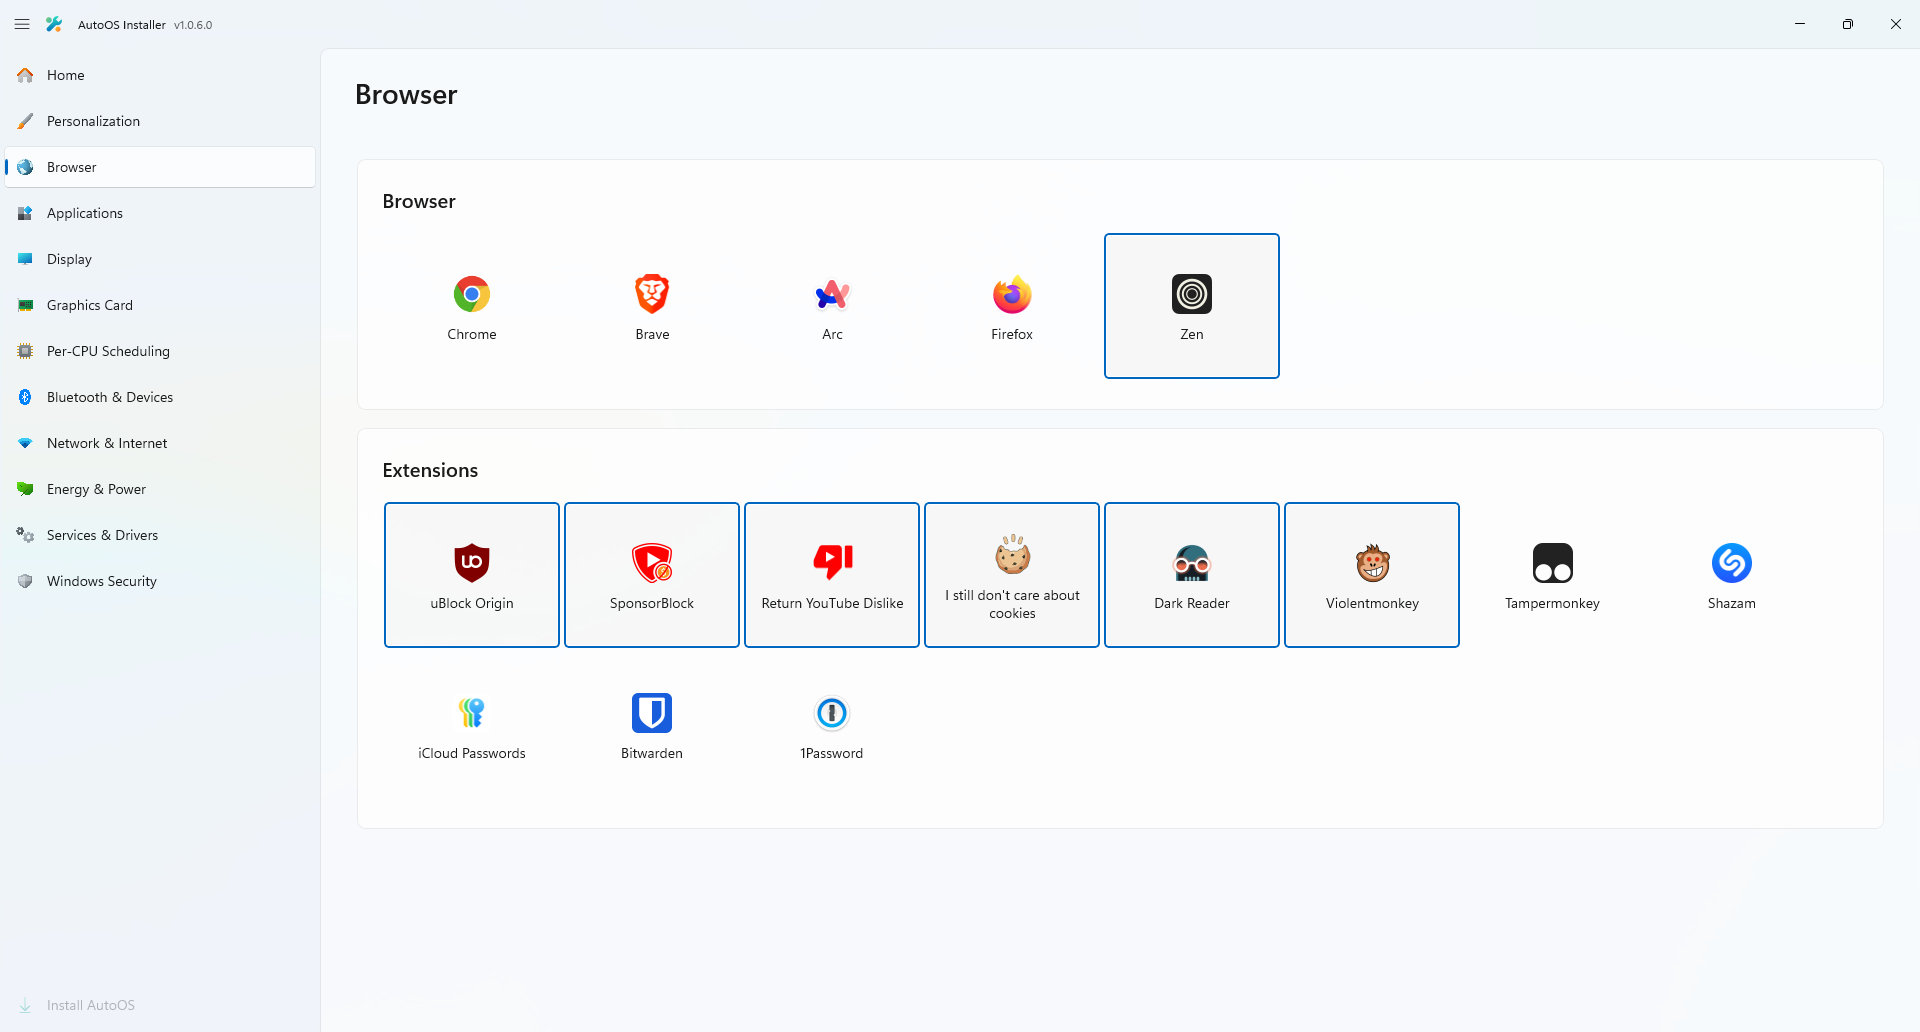 AutoOS Installer v1.0.6.0
Home
Personalization
Browser
Applications
Display
Graphics Card
Per-CPU Scheduling
Bluetooth & Devices
Network & Internet
Energy & Power
Services & Drivers
Windows Security
Install AutoOS
Browser
Browser
Chrome
Brave
Arc
Firefox
Zen
Extensions
uBlock Origin
SponsorBlock
Return YouTube Dislike
I still don't care about
cookies
Dark Reader
Violentmonkey
Tampermonkey
Shazam
iCloud Passwords
Bitwarden
1Password